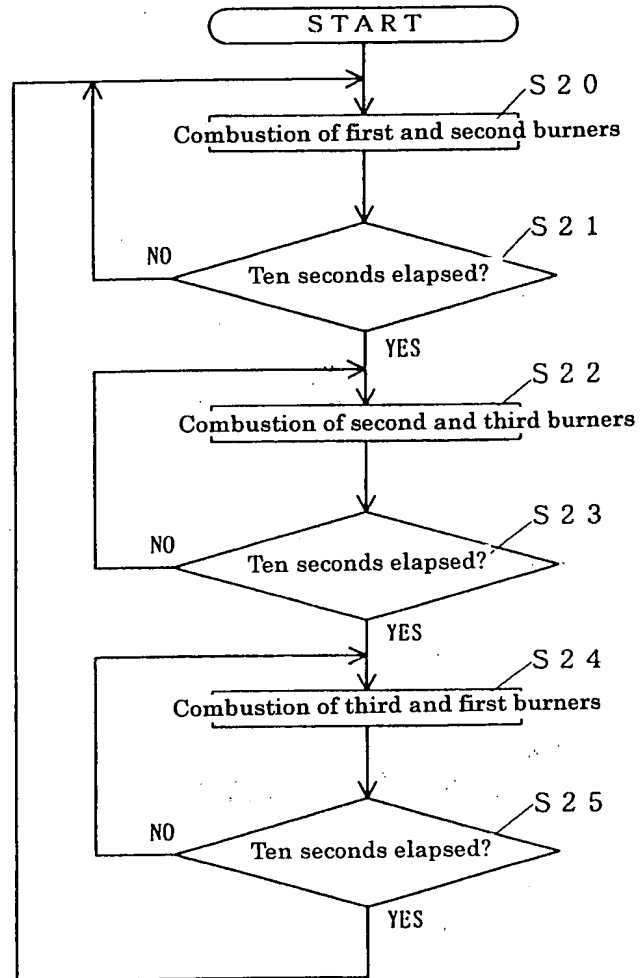 START
S20
Combustion of first and second burners
S21
NO
Ten seconds elapsed?
YES
S22
Combustion of second and third burners
S23
NO
Ten seconds elapsed?
YES
S24
Combustion of third and first burners
S25
NO
Ten seconds elapsed?
YES